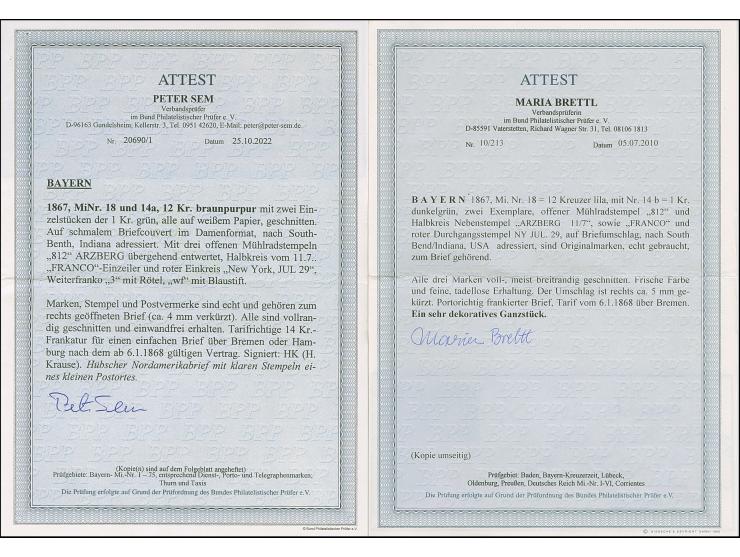 ATTEST
PETER SEM
Verbandsprüfer
im Bund Philatelistischer Prüfer e. V.
D-96163 Gundelsheim, Kellerstr. 3, Tel. 0951 42620, E-Mail: peter@peter-sem.de.
Nr. 20690/1 Datum 25.10.2022
BAYERN
1867, MiNr. 18 und 14a, 12 Kr. braunpurpur mit zwei Ein-
zelstücken der 1 Kr. grün, alle auf weißem Papier, geschnitten.
Auf schmalem Briefcouvert im Damenformat, nach South-
Benth, Indiana adressiert. Mit drei offenen Mühlradstempeln
„812“ ARZBERG übergehend entwertet, Halbkreis vom 11.7..
„FRANCO“-Einzeiler und roter Einkreis „New York, JUL 29“,
Weiterfranko „3“ mit Rötel, „wf“ mit Blaustift.
Marken, Stempel und Postvermerke sind echt und gehören zum
rechts geöffneten Brief (ca. 4 mm verkürzt). Alle sind vollran-
dig geschnitten und einwandfrei erhalten. Tarifrichtige 14 Kr.-
Frankatur für einen einfachen Brief über Bremen oder Ham-
burg nach dem ab 6.1.1868 gültigen Vertrag. Signiert: HK (H.
Krause). Hübscher Nordamerikabrief mit klaren Stempeln ei-
nes kleinen Postortes.
Peter Sem
(Kopie(n) sind auf dem Folgeblatt angeheftet)
Prüfgebiete: Bayern- Mi.-Nr. 1 – 75, entsprechend Dienst-, Porto- und Telegraphenmarken,
Thurn und Taxis
Die Prüfung erfolgte auf Grund der Prüfordnung des Bundes Philatelistischer Prüfer e.V.
© Bund Philatelistischer Prüfer e.V.
ATTEST
MARIA BRETTL
Verbandsprüferin
im Bund Philatelistischer Prüfer e. V.
D-85591 Vaterstetten, Richard Wagner Str. 31, Tel. 08106 1813
Nr. 10/213 Datum 05.07.2010
BAYERN 1867, Mi. Nr. 18 = 12 Kreuzer lila, mit Nr. 14 b = 1 Kr.
dunkelgrün, zwei Exemplare, offener Mühlradstempel „812“ und
Halbkreis Nebenstempel „ARZBERG 11/7“, sowie „FRANCO“ und
roter Durchgangsstempel NY JUL. 29, auf Briefumschlag, nach South
Bend/Indiana, USA adressiert, sind Originalmarken, echt gebraucht,
zum Brief gehörend.
Alle drei Marken voll-, meist breitrandig geschnitten. Frische Farbe
und feine, tadellose Erhaltung. Der Umschlag ist rechts ca. 5 mm ge-
kürzt. Portorichtig frankierter Brief, Tarif vom 6.1.1868 über Bremen.
Ein sehr dekoratives Ganzstück.
Maria Brettl
(Kopie umseitig)
Prüfgebiet: Baden, Bayern-Kreuzerzeit, Lübeck,
Oldenburg, Preußen, Deutsches Reich Mi.-Nr. I-VI, Corrientes
Die Prüfung erfolgte auf Grund der Prüfordnung des Bundes Philatelistischer Prüfer e.V.